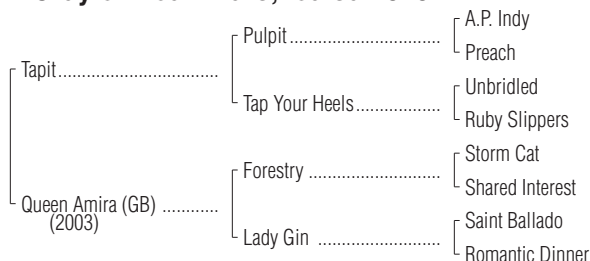 A.P. Indy
Pulpit
Preach
Tapit
Unbridled
Tap Your Heels
Ruby Slippers
Storm Cat
Forestry
Shared Interest
Queen Amira (GB)
(2003)
Saint Ballado
Lady Gin
Romantic Dinner